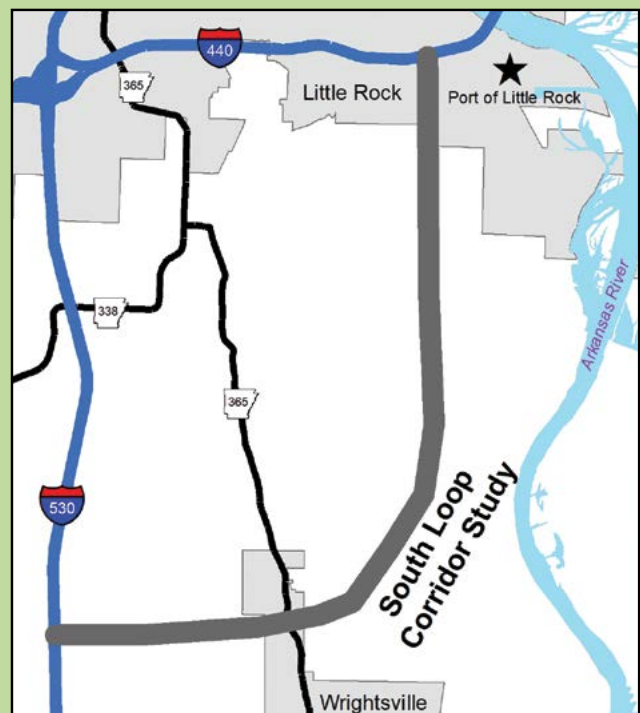 440
365
Little Rock
Port of Little Rock
338
Arkansas River
365
530
South Loop
Corridor Study
Wrightsville